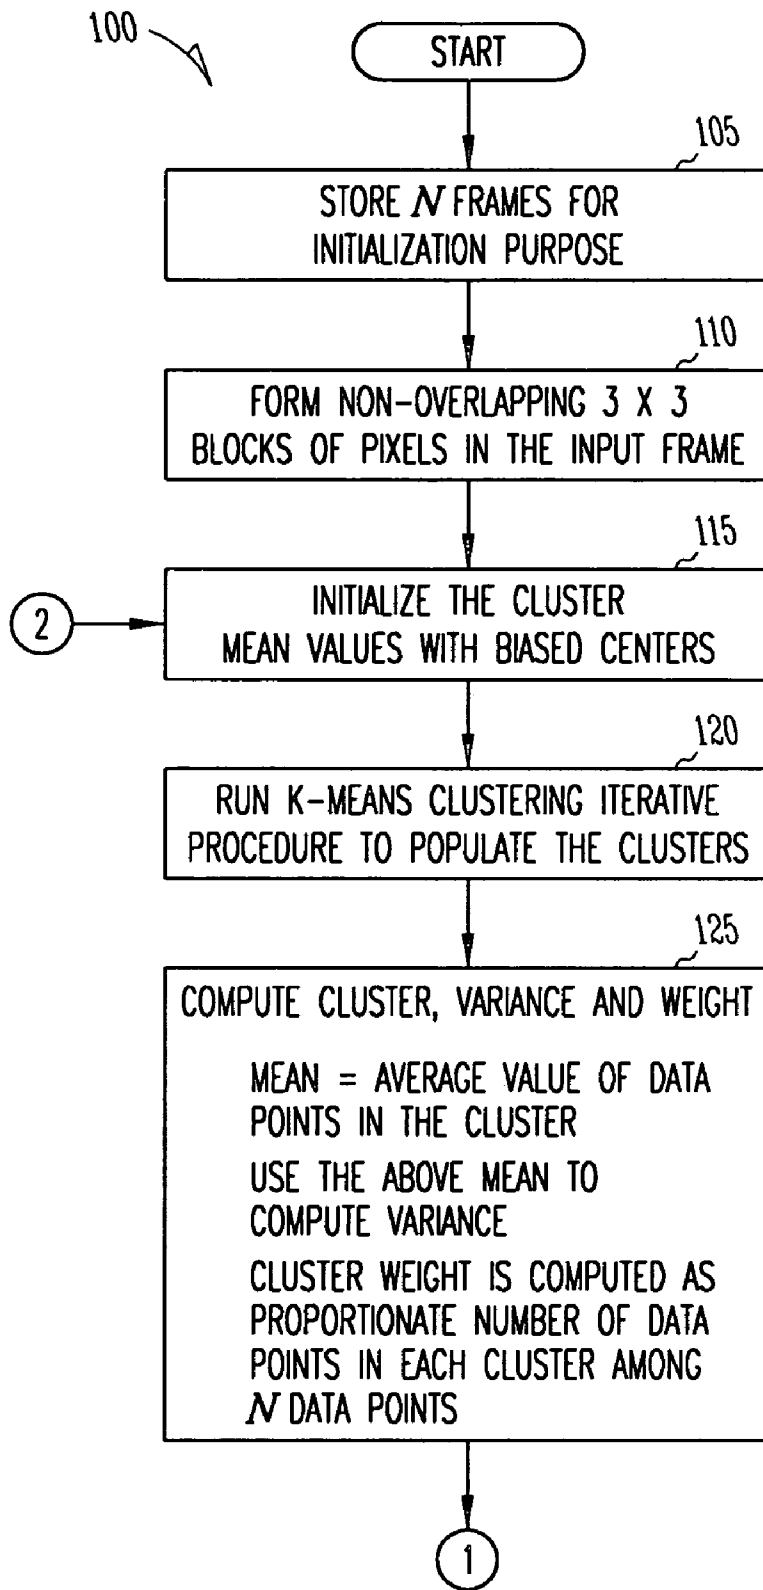 100
START
105
STORE N FRAMES FOR
INITIALIZATION PURPOSE
110
FORM NON-OVERLAPPING 3 X 3
BLOCKS OF PIXELS IN THE INPUT FRAME
115
2
INITIALIZE THE CLUSTER
MEAN VALUES WITH BIASED CENTERS
120
RUN K-MEANS CLUSTERING ITERATIVE
PROCEDURE TO POPULATE THE CLUSTERS
125
COMPUTE CLUSTER, VARIANCE AND WEIGHT
MEAN = AVERAGE VALUE OF DATA
POINTS IN THE CLUSTER
USE THE ABOVE MEAN TO
COMPUTE VARIANCE
CLUSTER WEIGHT IS COMPUTED AS
PROPORTIONATE NUMBER OF DATA
POINTS IN EACH CLUSTER AMONG
N DATA POINTS
1